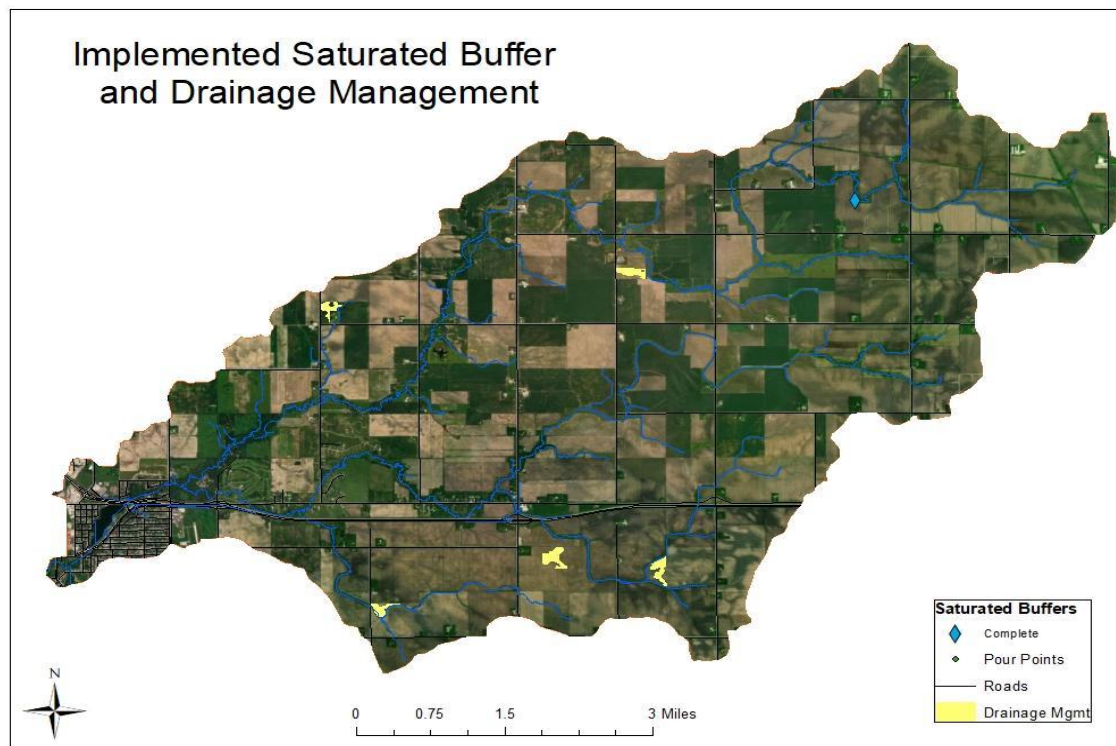 Implemented Saturated Buffer
and Drainage Management
Saturated Buffers
Complete
Pour Points
Roads
Drainage Mgmt
N
0 0.75 1.5 3 Miles